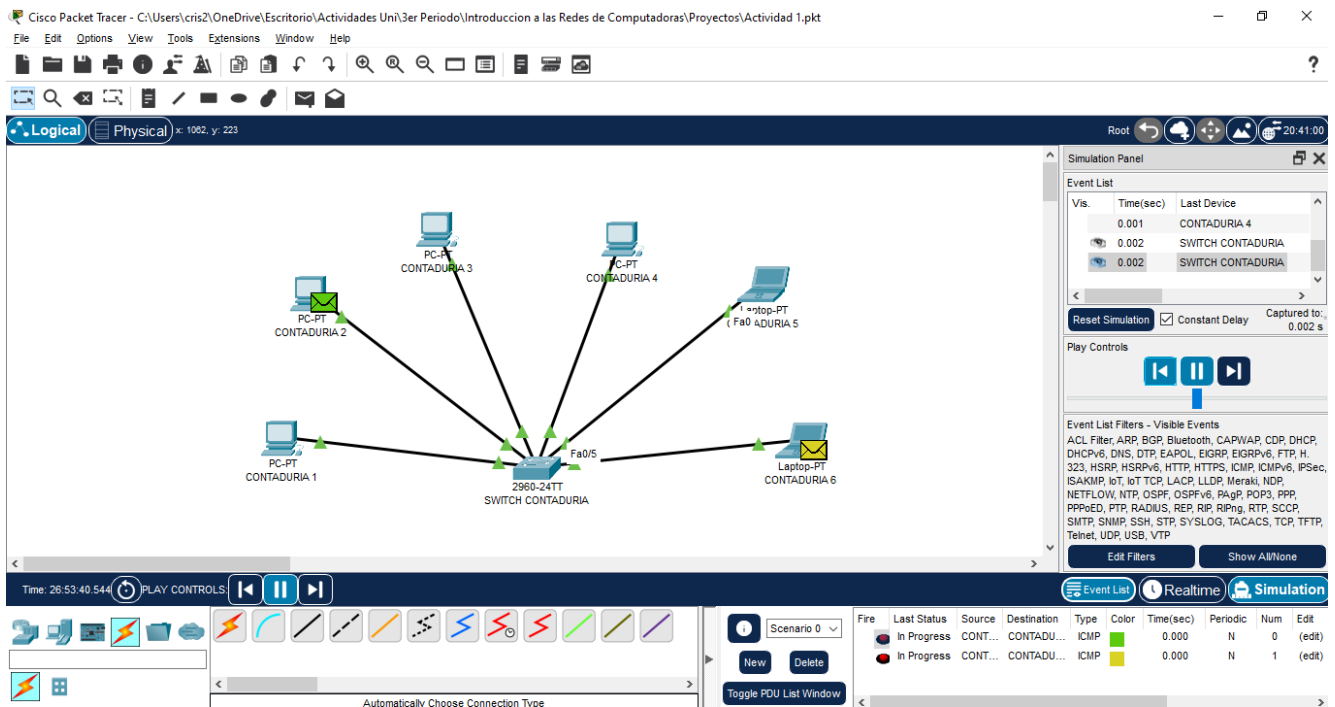 Cisco Packet Tracer - C:\Users\cris2\OneDrive\Escritorio\Actividades Uni\3er Periodo\Introduccion a las Redes de Computadoras\Proyectos\Actividad 1.pkt
File Edit Options View Tools Extensions Window Help
Logical Physical x: 1062, y: 223 Root 20:41:00
Simulation Panel
Event List
Vis. Time(sec) Last Device
0.001 CONTADURIA 4
0.002 SWITCH CONTADURIA
0.002 SWITCH CONTADURIA
Reset Simulation Constant Delay Captured to:
0.002 s
Play Controls
Event List Filters - Visible Events
ACL Filter, ARP, BGP, Bluetooth, CAPWAP, CDP, DHCP,
DHCPv6, DNS, DTP, EAPOL, EIGRP, EIGRPv6, FTP, H.
323, HSRP, HSRPv6, HTTP, HTTPS, ICMP, ICMPv6, IPSec,
ISAKMP, IoT, IoT TCP, LACP, LLDP, Meraki, NDP,
NETFLOW, NTP, OSPF, OSPFv6, PAgP, POP3, PPP,
PPPoED, PTP, RADIUS, REP, RIP, RIPng, RTP, SCCP,
SMTP, SNMP, SSH, STP, SYSLOG, TACACS, TCP, TFTP,
Telnet, UDP, USB, VTP
Edit Filters Show All/None
PC-PT
CONTADURIA 3
PC-PT
CONTADURIA 4
PC-PT
CONTADURIA 2
Laptop-PT
Fa0 ADURIA 5
PC-PT
CONTADURIA 1
Fa0/5
2960-24TT
SWITCH CONTADURIA
Laptop-PT
CONTADURIA 6
Time: 26:53:40.544 PLAY CONTROLS: Event List Realtime Simulation
Automatically Choose Connection Type
Scenario 0
New Delete
Toggle PDU List Window
Fire Last Status Source Destination Type Color Time(sec) Periodic Num Edit
In Progress CONT... CONTADU... ICMP 0.000 N 0 (edit)
In Progress CONT... CONTADU... ICMP 0.000 N 1 (edit)